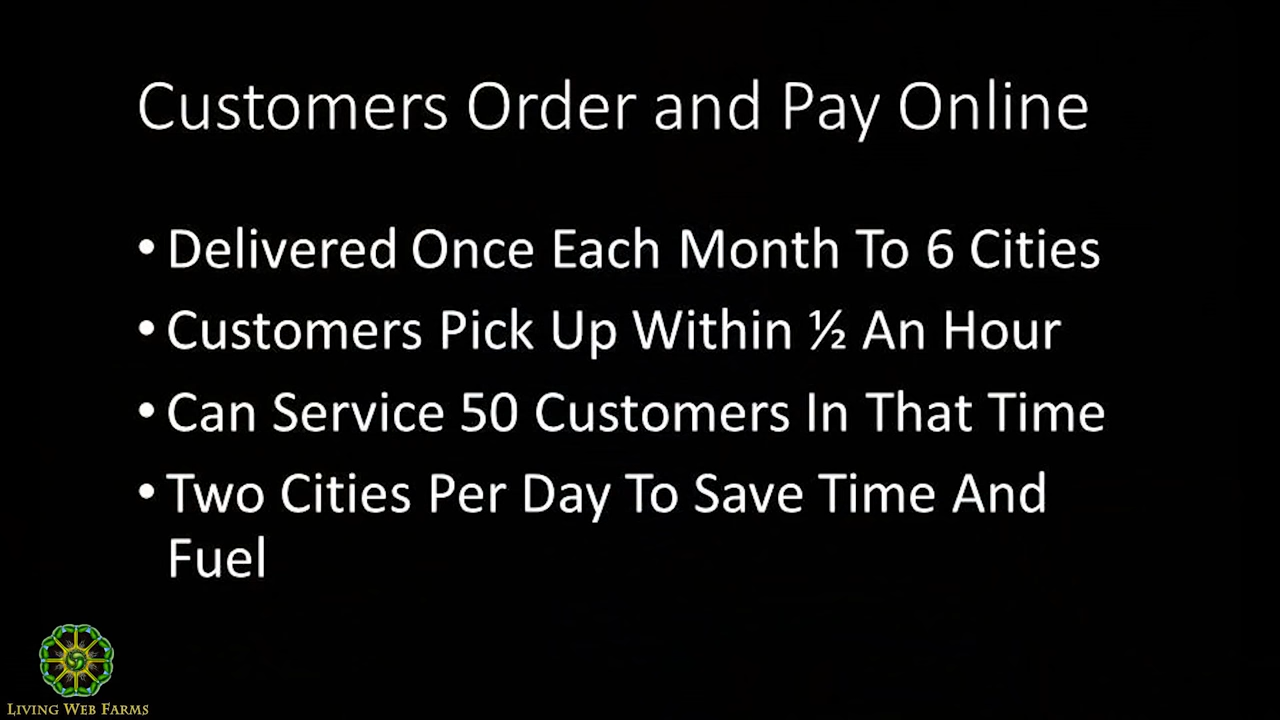 Customers Order and Pay Online
• Delivered Once Each Month To 6 Cities
• Customers Pick Up Within ½ An Hour
• Can Service 50 Customers In That Time
• Two Cities Per Day To Save Time And
Fuel
LIVING WEB FARMS